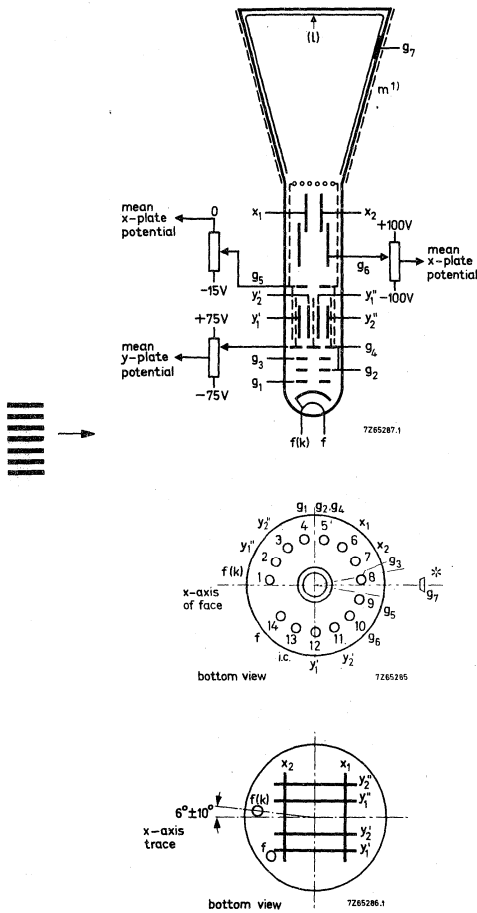 (l)
g7
m 1)
mean
x-plate
potential
0
-15V
x1
x2
+100V
mean
x-plate
potential
-100V
g6
g5
y2'
y1"
y1'
y2"
+75V
mean
y-plate
potential
-75V
g4
g3
g2
g1
f(k) f
7Z65287.1
g1 g2,g4
y2" x1
y1" x2
f(k) g3
1 2 3 4 5 6 7 8 9 10 11 12 13 14
x-axis
of face
*
g7
g5
g6
f
i.c. y1' y2'
bottom view
7Z65285
x2 x1
y2"
f(k) y1"
6°±10°
x-axis
trace
y2'
f y1'
bottom view
7Z65286.1